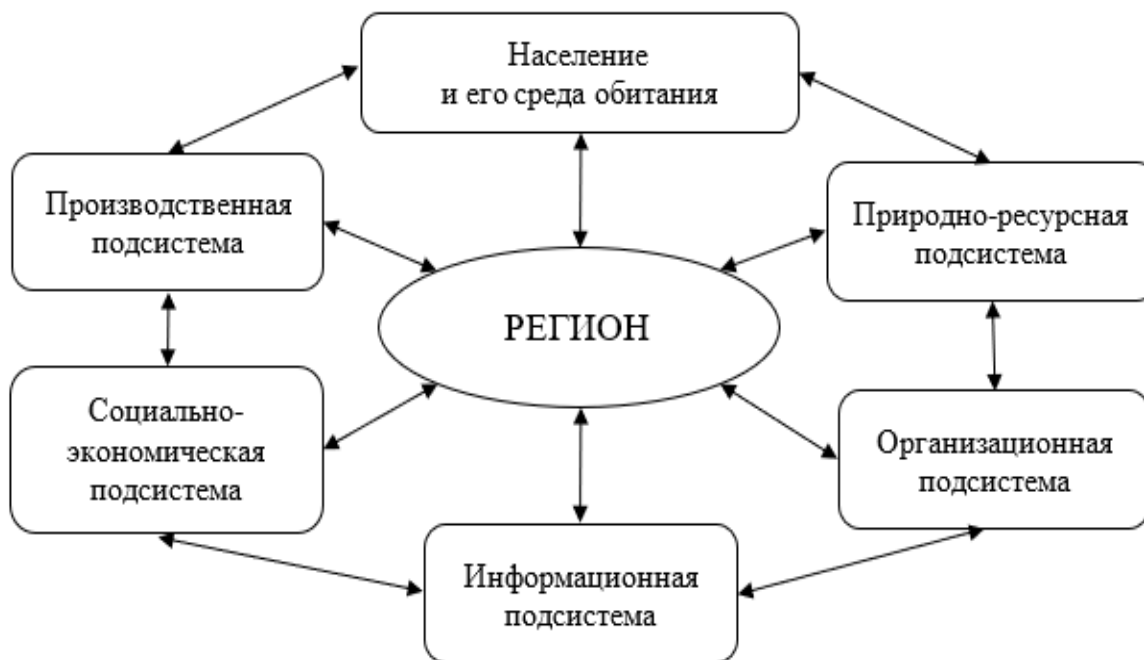 Население
и его среда обитания
Производственная
подсистема
Природно-ресурсная
подсистема
РЕГИОН
Социально-
экономическая
подсистема
Организационная
подсистема
Информационная
подсистема